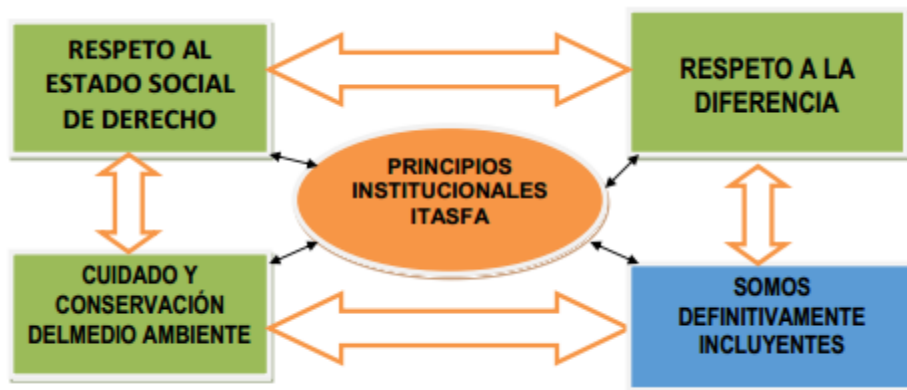 RESPETO AL
ESTADO SOCIAL
DE DERECHO
RESPETO A LA
DIFERENCIA
PRINCIPIOS
INSTITUCIONALES
ITASFA
CUIDADO Y
CONSERVACIÓN
DELMEDIO AMBIENTE
SOMOS
DEFINITIVAMENTE
INCLUYENTES